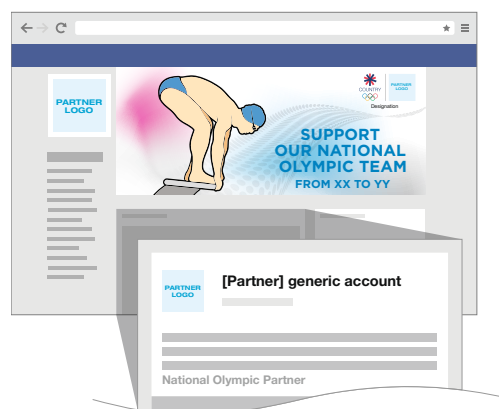 PARTNER
LOGO
COUNTRY
PARTNER
LOGO
Designation
SUPPORT
OUR NATIONAL
OLYMPIC TEAM
FROM XX TO YY
PARTNER
LOGO
[Partner] generic account
National Olympic Partner